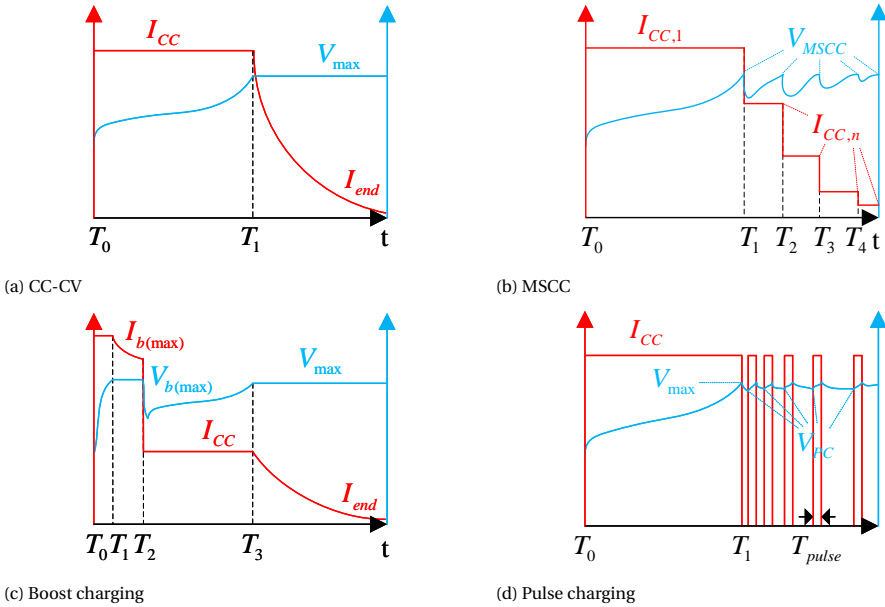 I_CC
V_max
I_end
T_0
T_1
t
(a) CC-CV
I_CC,1
V_MSCC
I_CC,n
T_0
T_1
T_2
T_3
T_4
t
(b) MSCC
I_b(max)
V_b(max)
V_max
I_CC
I_end
T_0
T_1
T_2
T_3
t
(c) Boost charging
I_CC
V_max
V_PC
T_0
T_1
T_pulse
(d) Pulse charging